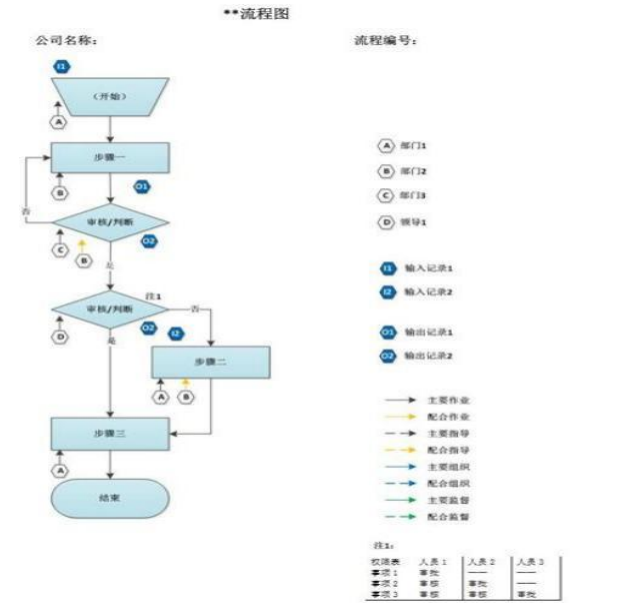 **流程图
公司名称：
流程编号：
I1
（开始）
A
步骤一
B
O1
否
审核/判断
O2
C
B
是
注1
审核/判断
否
O2
I2
D
是
步骤二
A
B
步骤三
A
结束
A 部门1
B 部门2
C 部门3
D 领导1
I1 输入记录1
I2 输入记录2
O1 输出记录1
O2 输出记录2
主要作业
配合作业
主要指导
配合指导
主要组织
配合组织
主要监督
配合监督
注1：
权限表 人员1 人员2 人员3
事项1 审批 —— ——
事项2 审核 审批 ——
事项3 审核 审核 审批